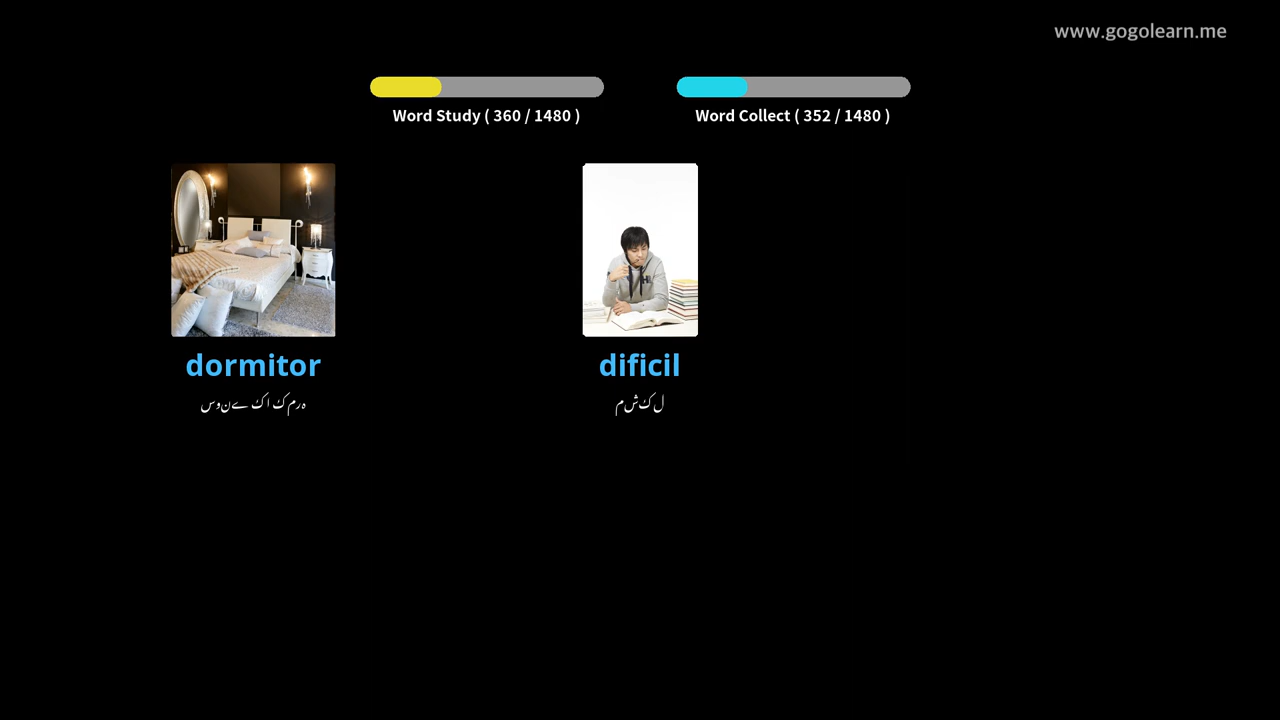 www.gogolearn.me
Word Study ( 360 / 1480 )
Word Collect ( 352 / 1480 )
dormitor
سونے کا کمرہ
dificil
مشکل